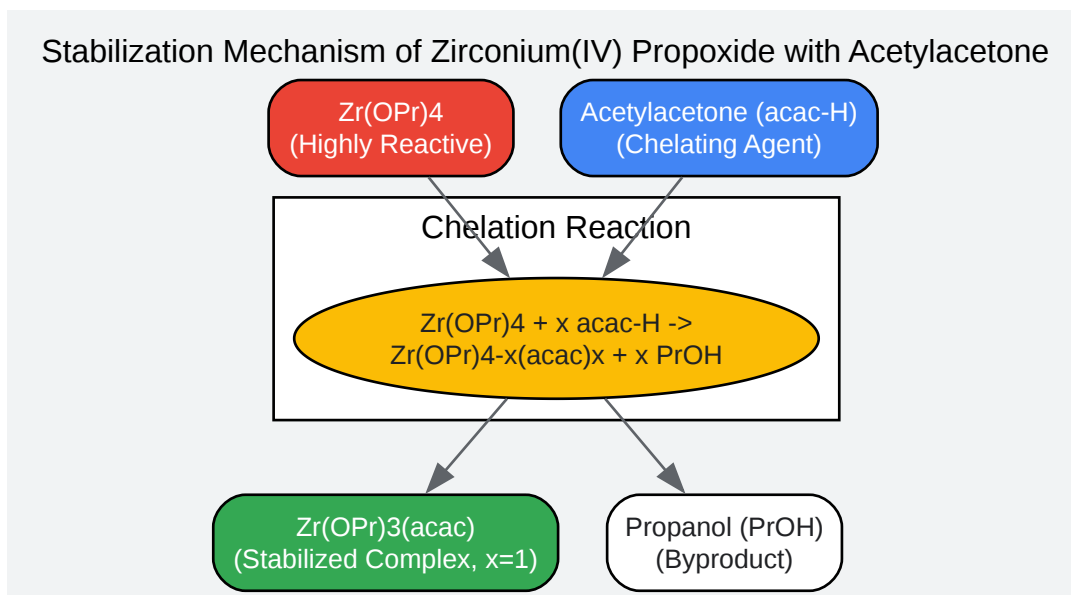 Stabilization Mechanism of Zirconium(IV) Propoxide with Acetylacetone
Zr(OPr)4
(Highly Reactive)
Acetylacetone (acac-H)
(Chelating Agent)
Chelation Reaction
Zr(OPr)4 + x acac-H ->
Zr(OPr)4-x(acac)x + x PrOH
Zr(OPr)3(acac)
(Stabilized Complex, x=1)
Propanol (PrOH)
(Byproduct)